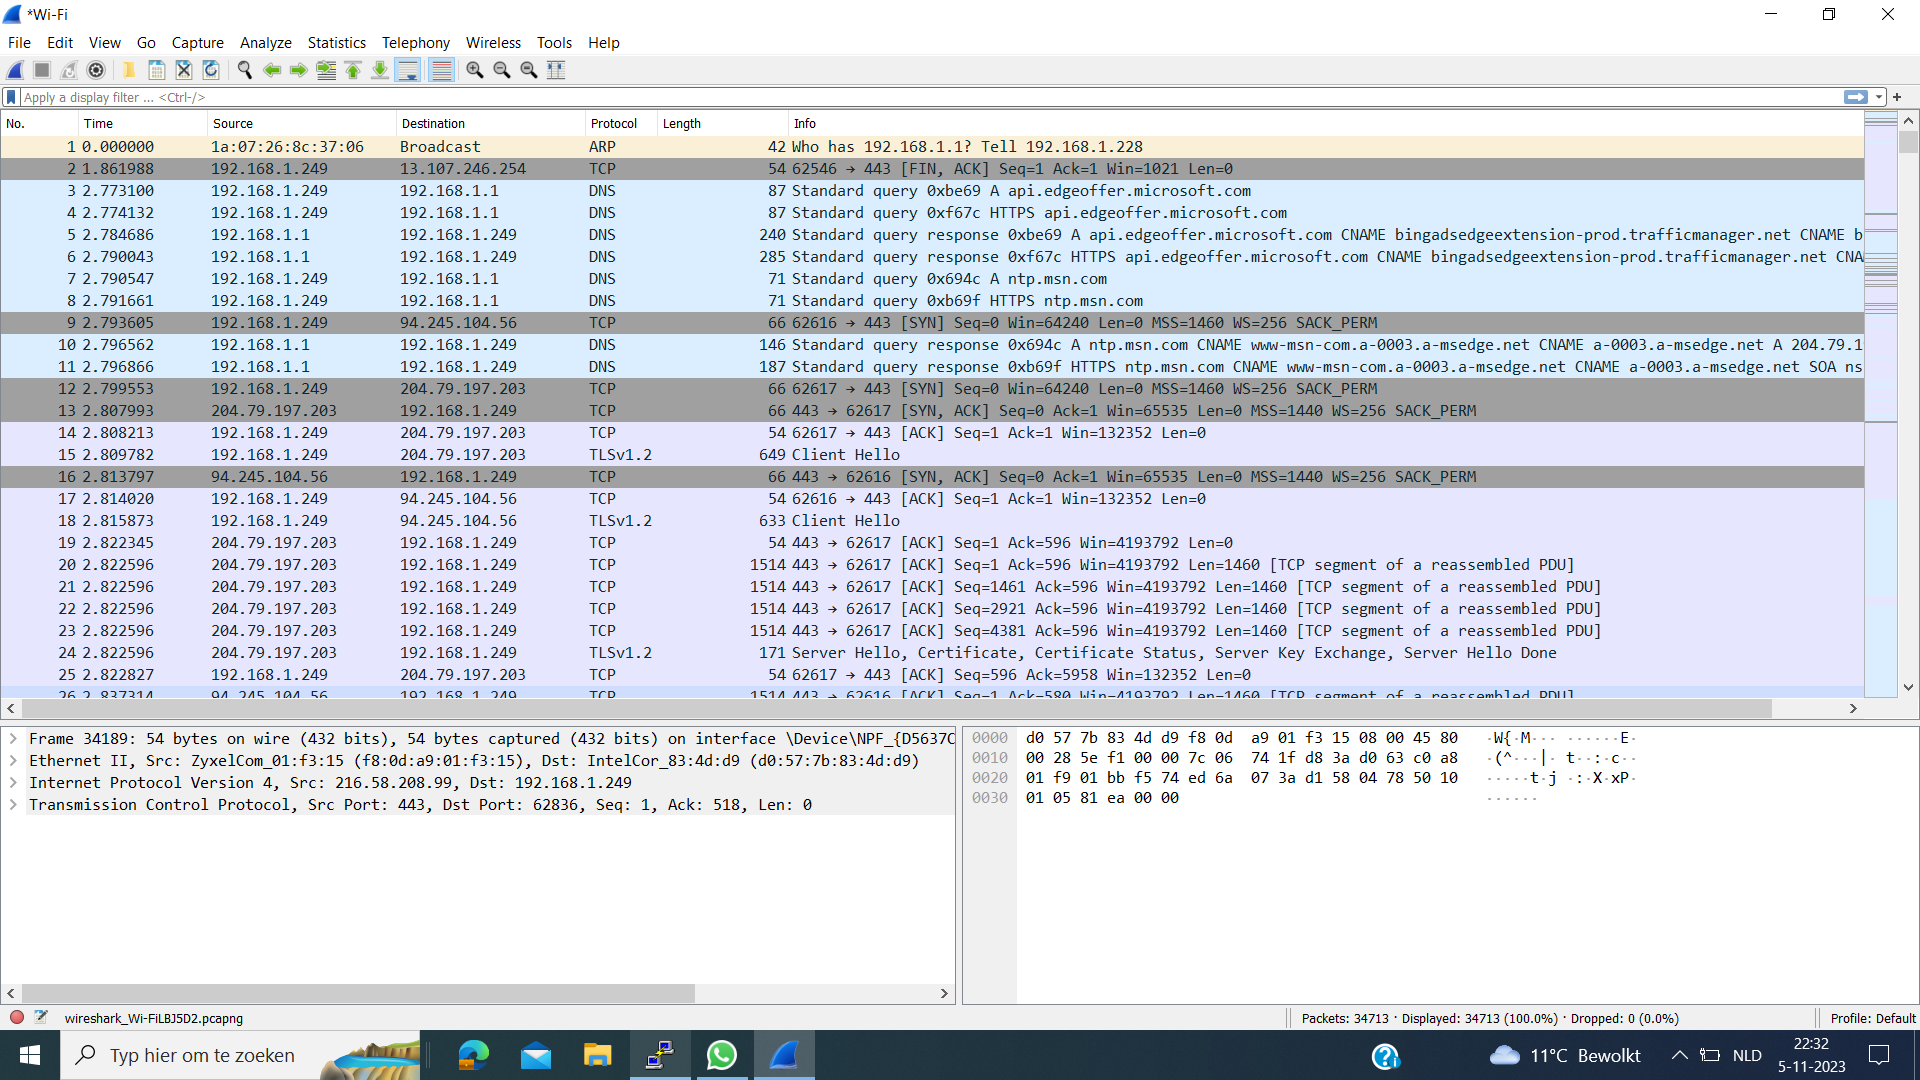 *Wi-Fi
File Edit View Go Capture Analyze Statistics Telephony Wireless Tools Help
Apply a display filter ... <Ctrl-/>
No. Time Source Destination Protocol Length Info
1 0.000000 1a:07:26:8c:37:06 Broadcast ARP 42 Who has 192.168.1.1? Tell 192.168.1.228
2 1.861988 192.168.1.249 13.107.246.254 TCP 54 62546 → 443 [FIN, ACK] Seq=1 Ack=1 Win=1021 Len=0
3 2.773100 192.168.1.249 192.168.1.1 DNS 87 Standard query 0xbe69 A api.edgeoffer.microsoft.com
4 2.774132 192.168.1.249 192.168.1.1 DNS 87 Standard query 0xf67c HTTPS api.edgeoffer.microsoft.com
5 2.784686 192.168.1.1 192.168.1.249 DNS 240 Standard query response 0xbe69 A api.edgeoffer.microsoft.com CNAME bingadsedgeextension-prod.trafficmanager.net CNAME b
6 2.790043 192.168.1.1 192.168.1.249 DNS 285 Standard query response 0xf67c HTTPS api.edgeoffer.microsoft.com CNAME bingadsedgeextension-prod.trafficmanager.net CNA
7 2.790547 192.168.1.249 192.168.1.1 DNS 71 Standard query 0x694c A ntp.msn.com
8 2.791661 192.168.1.249 192.168.1.1 DNS 71 Standard query 0xb69f HTTPS ntp.msn.com
9 2.793605 192.168.1.249 94.245.104.56 TCP 66 62616 → 443 [SYN] Seq=0 Win=64240 Len=0 MSS=1460 WS=256 SACK_PERM
10 2.796562 192.168.1.1 192.168.1.249 DNS 146 Standard query response 0x694c A ntp.msn.com CNAME www-msn-com.a-0003.a-msedge.net CNAME a-0003.a-msedge.net A 204.79.1
11 2.796866 192.168.1.1 192.168.1.249 DNS 187 Standard query response 0xb69f HTTPS ntp.msn.com CNAME www-msn-com.a-0003.a-msedge.net CNAME a-0003.a-msedge.net SOA ns
12 2.799553 192.168.1.249 204.79.197.203 TCP 66 62617 → 443 [SYN] Seq=0 Win=64240 Len=0 MSS=1460 WS=256 SACK_PERM
13 2.807993 204.79.197.203 192.168.1.249 TCP 66 443 → 62617 [SYN, ACK] Seq=0 Ack=1 Win=65535 Len=0 MSS=1440 WS=256 SACK_PERM
14 2.808213 192.168.1.249 204.79.197.203 TCP 54 62617 → 443 [ACK] Seq=1 Ack=1 Win=132352 Len=0
15 2.809782 192.168.1.249 204.79.197.203 TLSv1.2 649 Client Hello
16 2.813797 94.245.104.56 192.168.1.249 TCP 66 443 → 62616 [SYN, ACK] Seq=0 Ack=1 Win=65535 Len=0 MSS=1440 WS=256 SACK_PERM
17 2.814020 192.168.1.249 94.245.104.56 TCP 54 62616 → 443 [ACK] Seq=1 Ack=1 Win=132352 Len=0
18 2.815873 192.168.1.249 94.245.104.56 TLSv1.2 633 Client Hello
19 2.822345 204.79.197.203 192.168.1.249 TCP 54 443 → 62617 [ACK] Seq=1 Ack=596 Win=4193792 Len=0
20 2.822596 204.79.197.203 192.168.1.249 TCP 1514 443 → 62617 [ACK] Seq=1 Ack=596 Win=4193792 Len=1460 [TCP segment of a reassembled PDU]
21 2.822596 204.79.197.203 192.168.1.249 TCP 1514 443 → 62617 [ACK] Seq=1461 Ack=596 Win=4193792 Len=1460 [TCP segment of a reassembled PDU]
22 2.822596 204.79.197.203 192.168.1.249 TCP 1514 443 → 62617 [ACK] Seq=2921 Ack=596 Win=4193792 Len=1460 [TCP segment of a reassembled PDU]
23 2.822596 204.79.197.203 192.168.1.249 TCP 1514 443 → 62617 [ACK] Seq=4381 Ack=596 Win=4193792 Len=1460 [TCP segment of a reassembled PDU]
24 2.822596 204.79.197.203 192.168.1.249 TLSv1.2 171 Server Hello, Certificate, Certificate Status, Server Key Exchange, Server Hello Done
25 2.822827 192.168.1.249 204.79.197.203 TCP 54 62617 → 443 [ACK] Seq=596 Ack=5958 Win=132352 Len=0
26 2.837314 94.245.104.56 192.168.1.249 TCP 1514 443 → 62616 [ACK] Seq=1 Ack=580 Win=4193792 Len=1460 [TCP segment of a reassembled PDU]
Frame 34189: 54 bytes on wire (432 bits), 54 bytes captured (432 bits) on interface \Device\NPF_{D5637C
Ethernet II, Src: ZyxelCom_01:f3:15 (f8:0d:a9:01:f3:15), Dst: IntelCor_83:4d:d9 (d0:57:7b:83:4d:d9)
Internet Protocol Version 4, Src: 216.58.208.99, Dst: 192.168.1.249
Transmission Control Protocol, Src Port: 443, Dst Port: 62836, Seq: 1, Ack: 518, Len: 0
0000 d0 57 7b 83 4d d9 f8 0d a9 01 f3 15 08 00 45 80 ·W{·M··· ······E·
0010 00 28 5e f1 00 00 7c 06 74 1f d8 3a d0 63 c0 a8 ·(^···|· t··:·c··
0020 01 f9 01 bb f5 74 ed 6a 07 3a d1 58 04 78 50 10 ·····t·j ·:·X·xP·
0030 01 05 81 ea 00 00 ······
wireshark_Wi-FiLBJ5D2.pcapng Packets: 34713 · Displayed: 34713 (100.0%) · Dropped: 0 (0.0%) Profile: Default
Typ hier om te zoeken 11°C Bewolkt NLD 22:32
5-11-2023